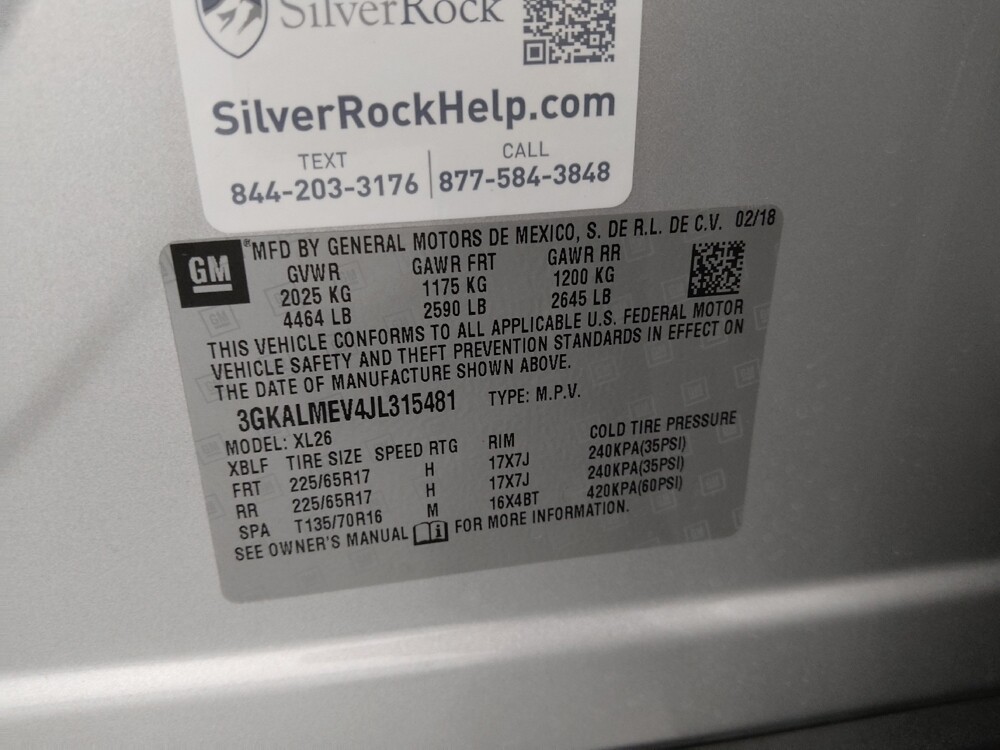 SilverRock
SilverRockHelp.com
TEXT CALL
844-203-3176 877-584-3848
GM
®MFD BY GENERAL MOTORS DE MEXICO, S. DE R.L. DE C.V. 02/18
GVWR GAWR FRT GAWR RR
2025 KG 1175 KG 1200 KG
4464 LB 2590 LB 2645 LB
THIS VEHICLE CONFORMS TO ALL APPLICABLE U.S. FEDERAL MOTOR
VEHICLE SAFETY AND THEFT PREVENTION STANDARDS IN EFFECT ON
THE DATE OF MANUFACTURE SHOWN ABOVE.
3GKALMEV4JL315481 TYPE: M.P.V.
MODEL: XL26
XBLF TIRE SIZE SPEED RTG RIM COLD TIRE PRESSURE
FRT 225/65R17 H 17X7J 240KPA(35PSI)
RR 225/65R17 H 17X7J 240KPA(35PSI)
SPA T135/70R16 M 16X4BT 420KPA(60PSI)
SEE OWNER'S MANUAL i FOR MORE INFORMATION.